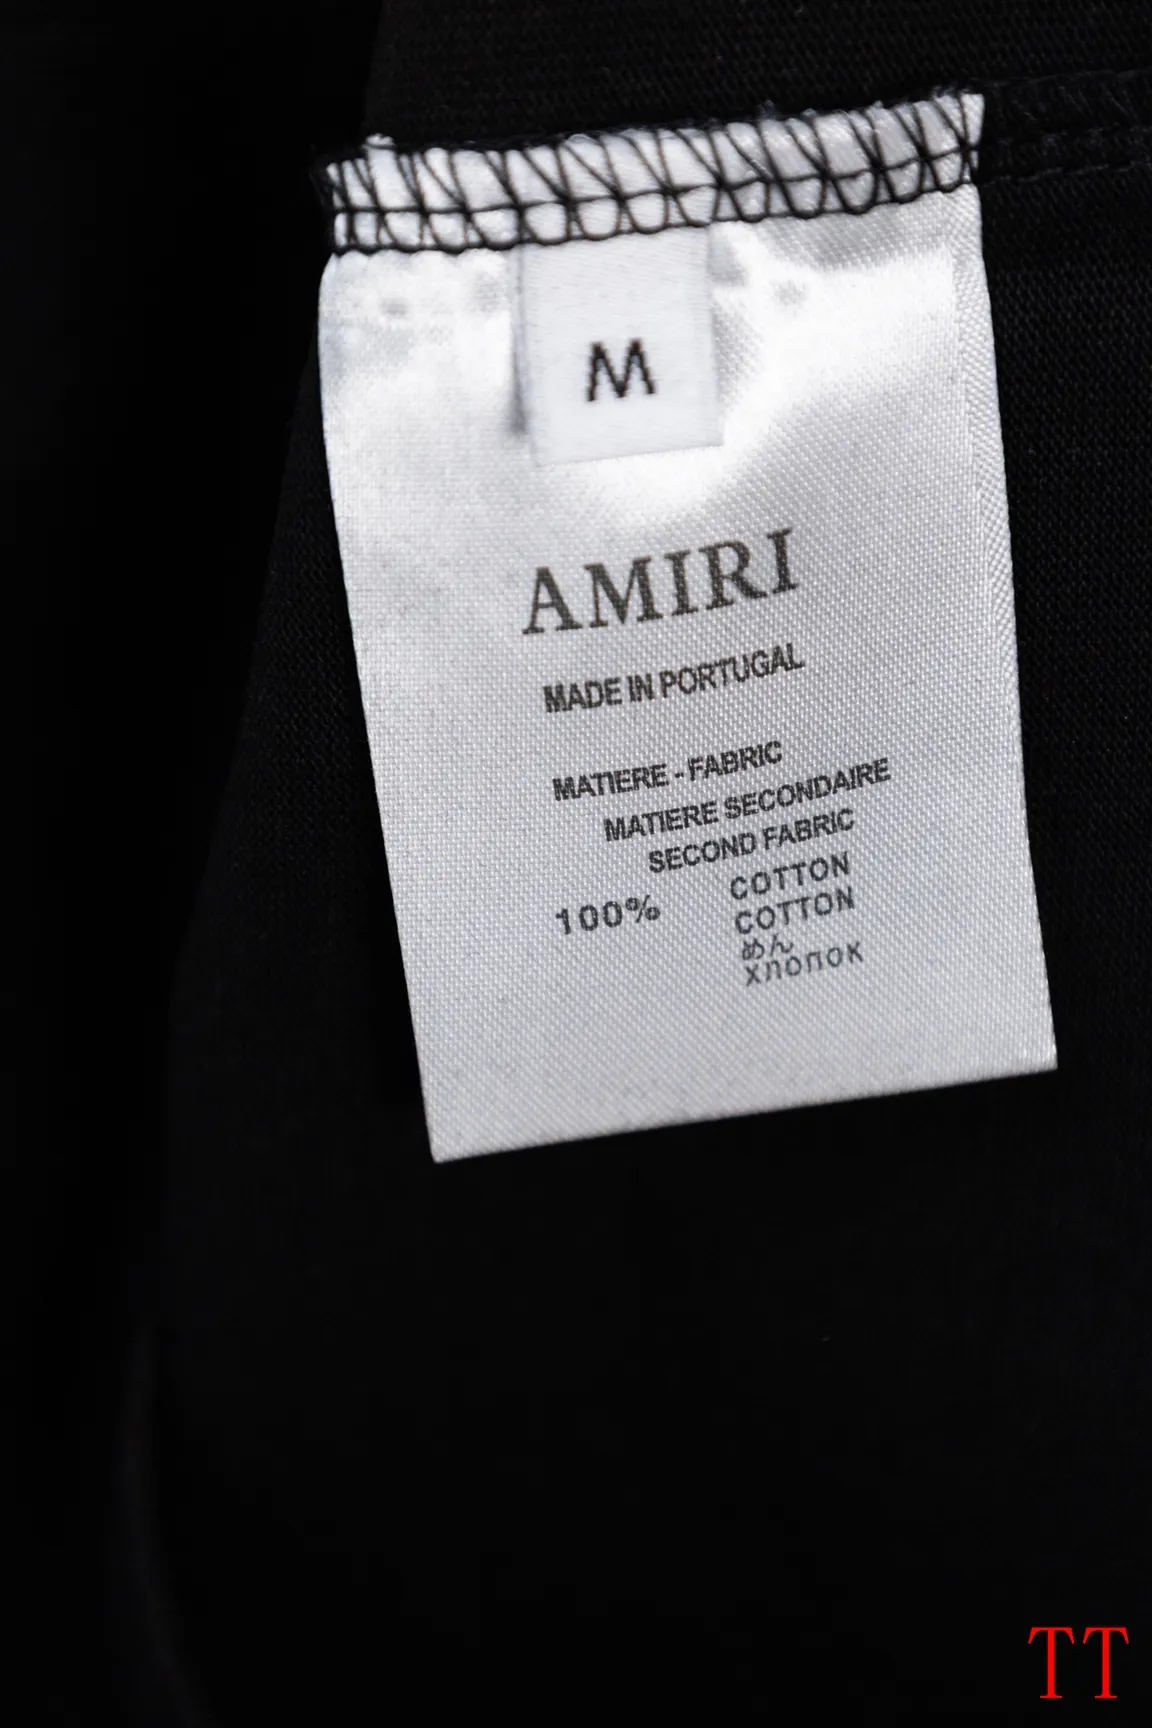 M
AMIRI
MADE IN PORTUGAL
MATIERE - FABRIC
MATIERE SECONDAIRE
SECOND FABRIC
100% COTTON
COTTON
めん
ХЛОПОК
TT